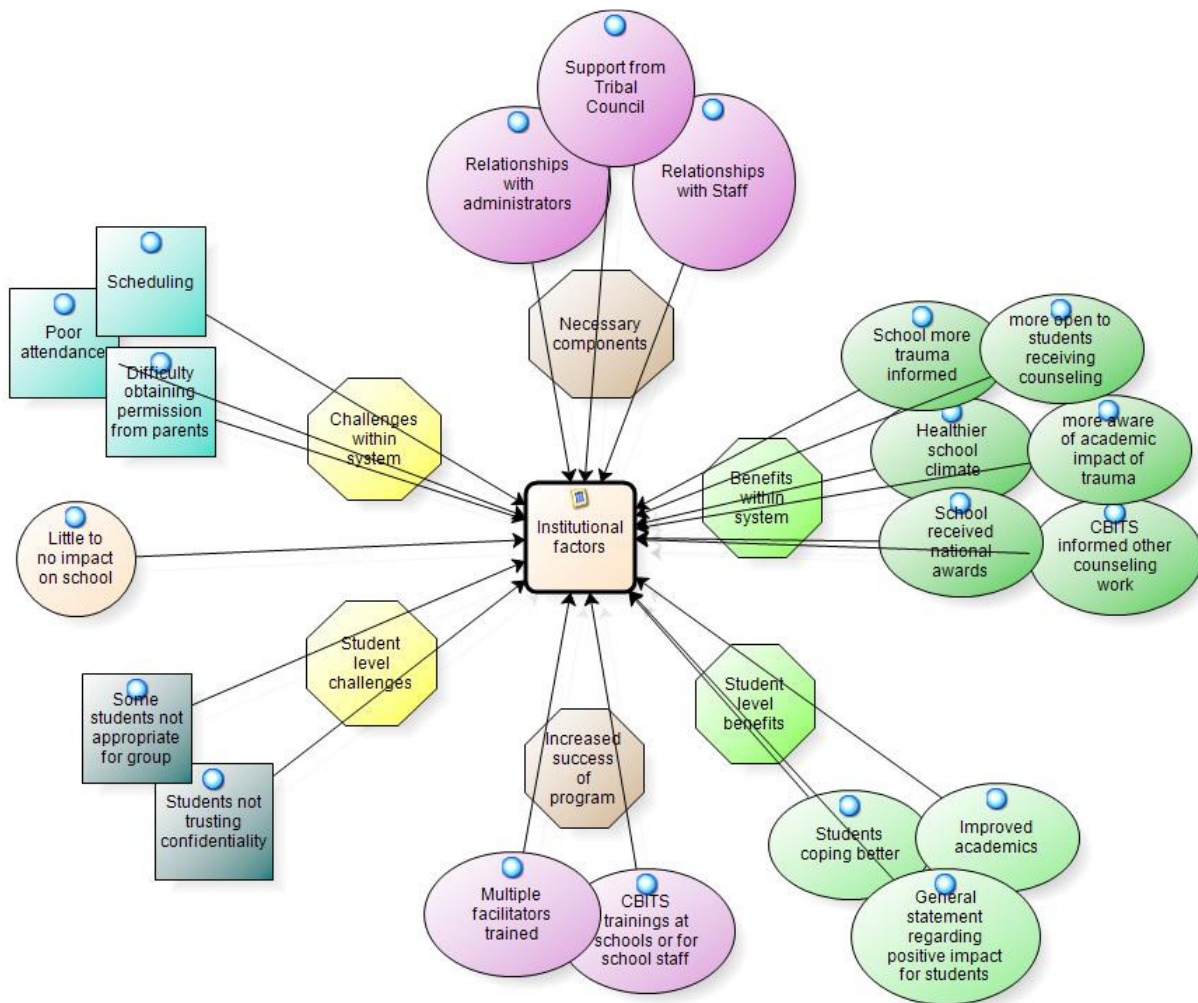 Support from
Tribal
Council
Relationships
with
administrators
Relationships
with Staff
Scheduling
Poor
attendance
Difficulty
obtaining
permission
from parents
Necessary
components
Challenges
within
system
School more
trauma
informed
more open to
students
receiving
counseling
Healthier
school
climate
more aware
of academic
impact of
trauma
Benefits
within
system
School
received
national
awards
CBITS
informed other
counseling
work
Institutional
factors
Little to
no impact
on school
Student
level
challenges
Student
level
benefits
Some
students not
appropriate
for group
Students not
trusting
confidentiality
Increased
success
of
program
Students
coping better
Improved
academics
General
statement
regarding
positive impact
for students
Multiple
facilitators
trained
CBITS
trainings at
schools or for
school staff